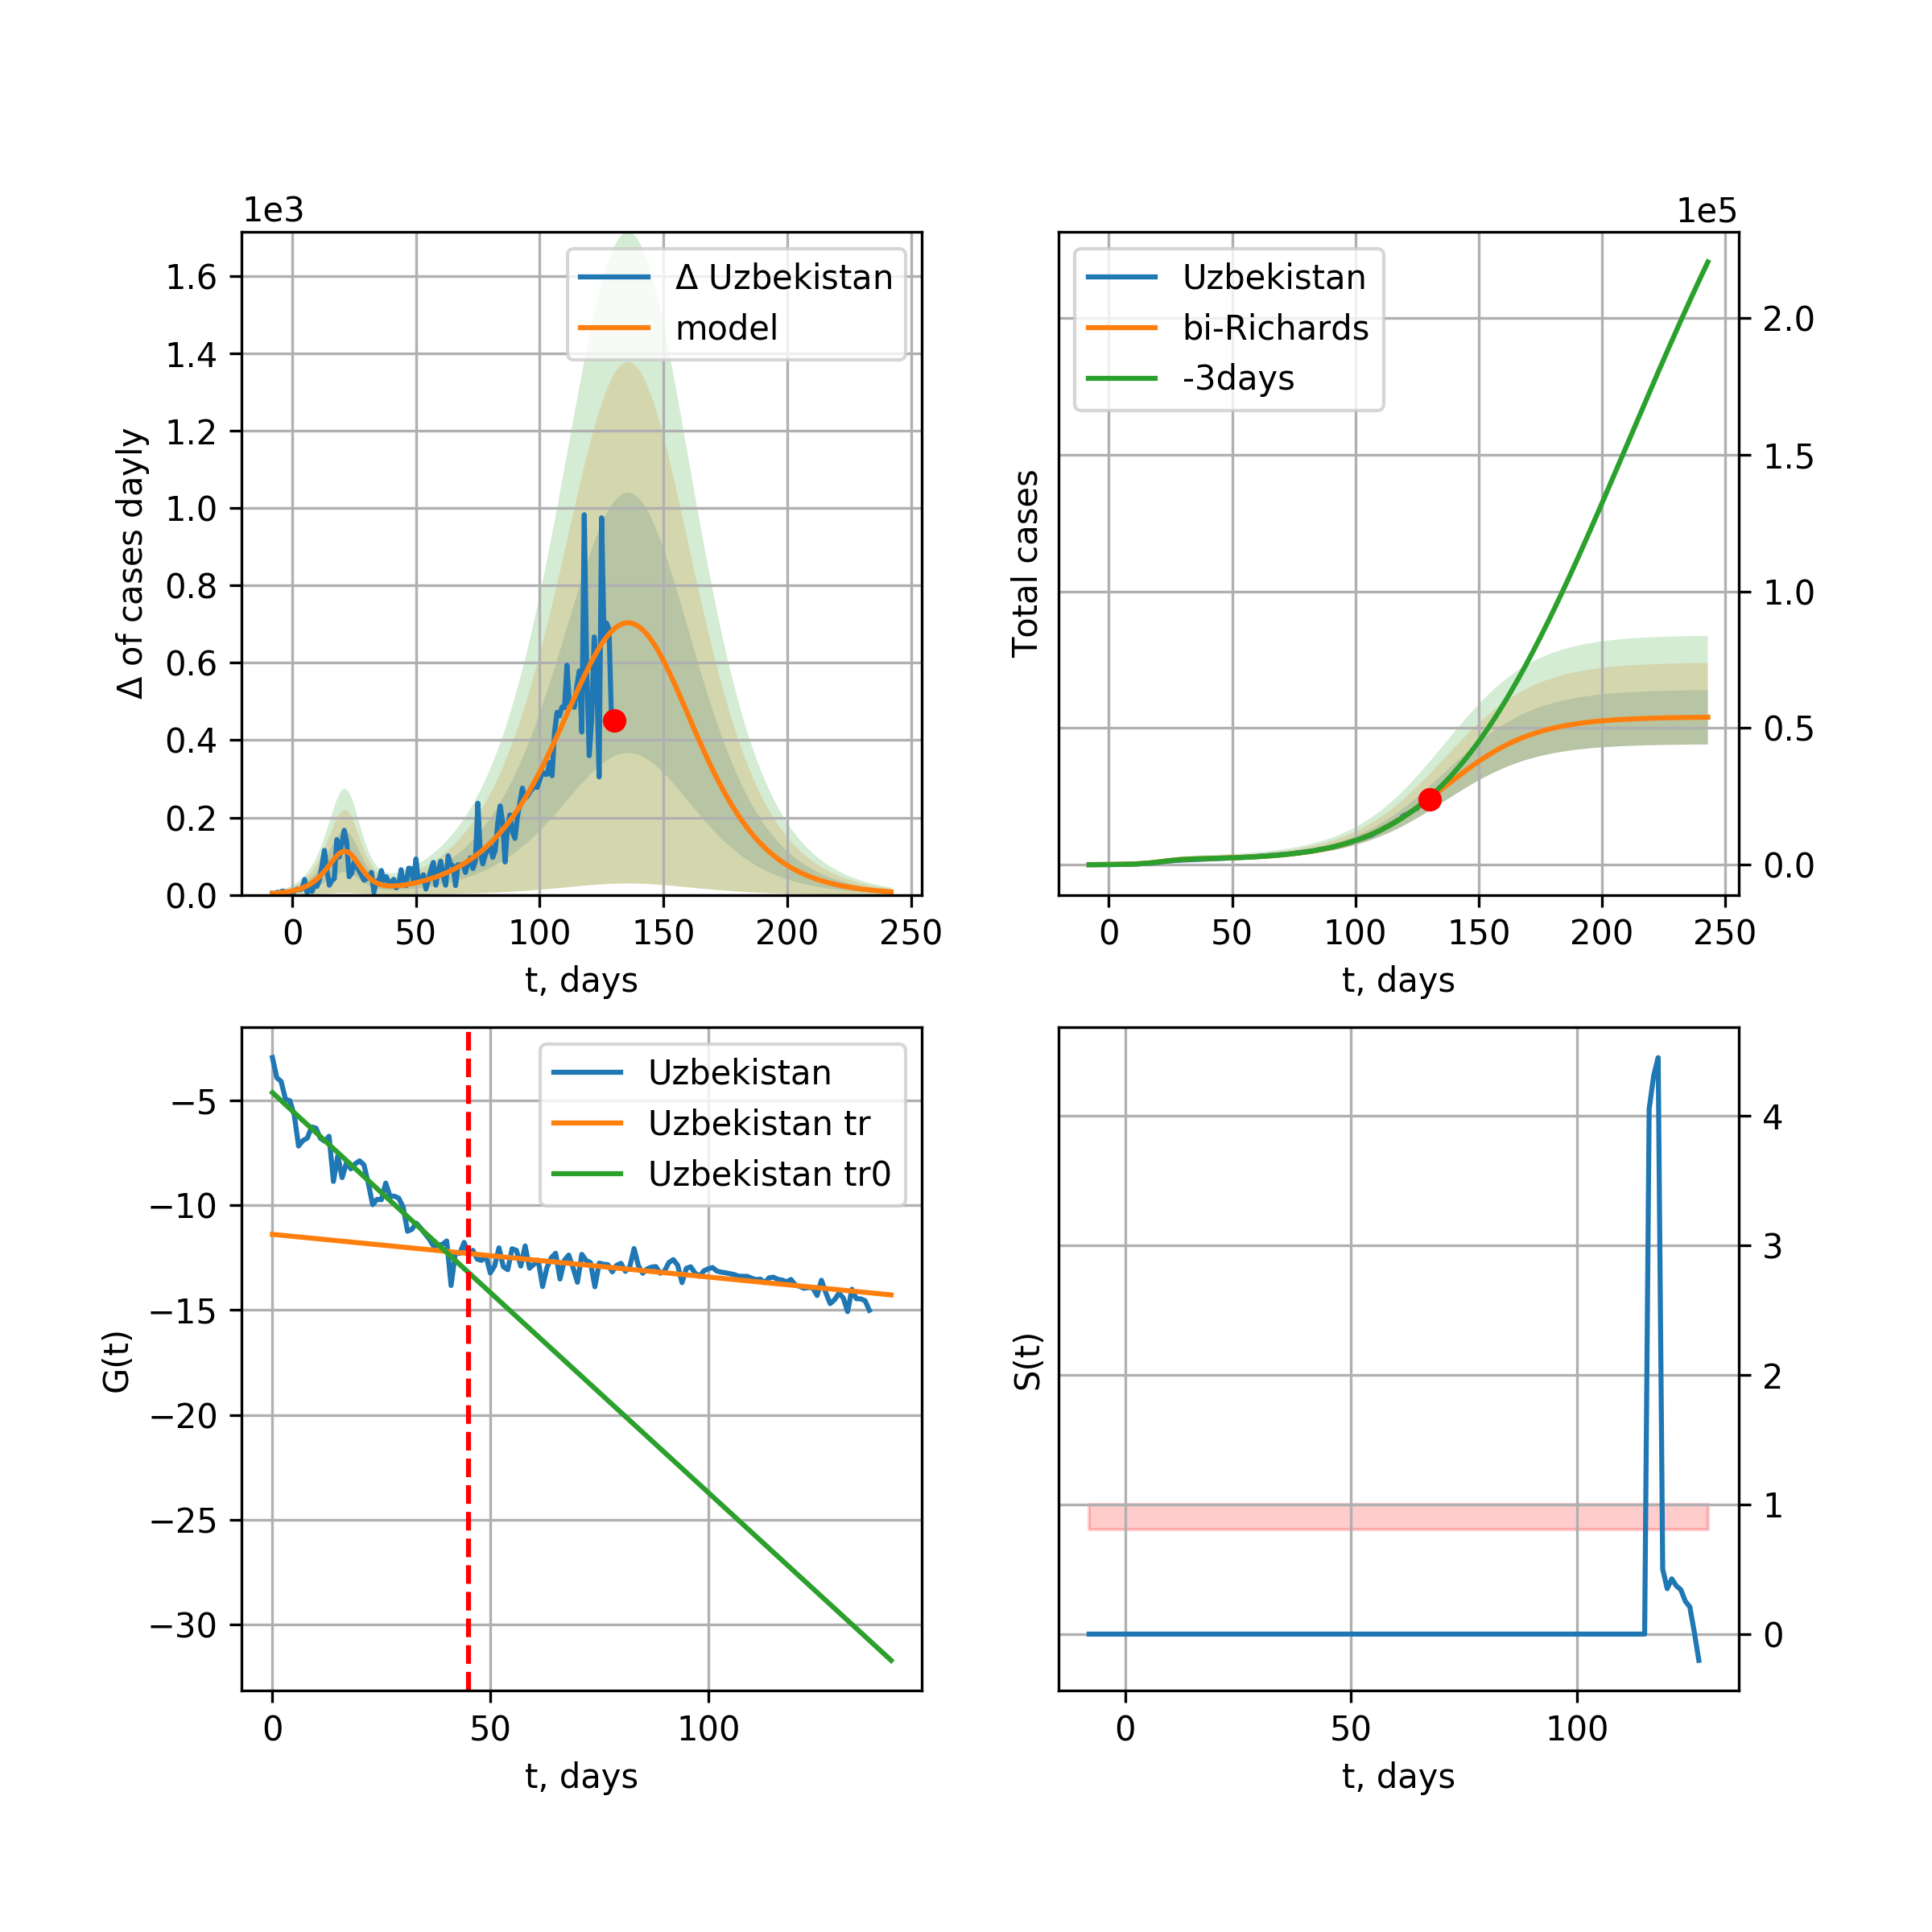 1e3
Δ of cases dayly
1.6
1.4
1.2
1.0
0.8
0.6
0.4
0.2
0.0
0 50 100 150 200 250
t, days
Δ Uzbekistan
model
1e5
Total cases
2.0
1.5
1.0
0.5
0.0
0 50 100 150 200 250
t, days
Uzbekistan
bi-Richards
-3days
G(t)
−5
−10
−15
−20
−25
−30
0 50 100
t, days
Uzbekistan
Uzbekistan tr
Uzbekistan tr0
S(t)
4
3
2
1
0
0 50 100
t, days